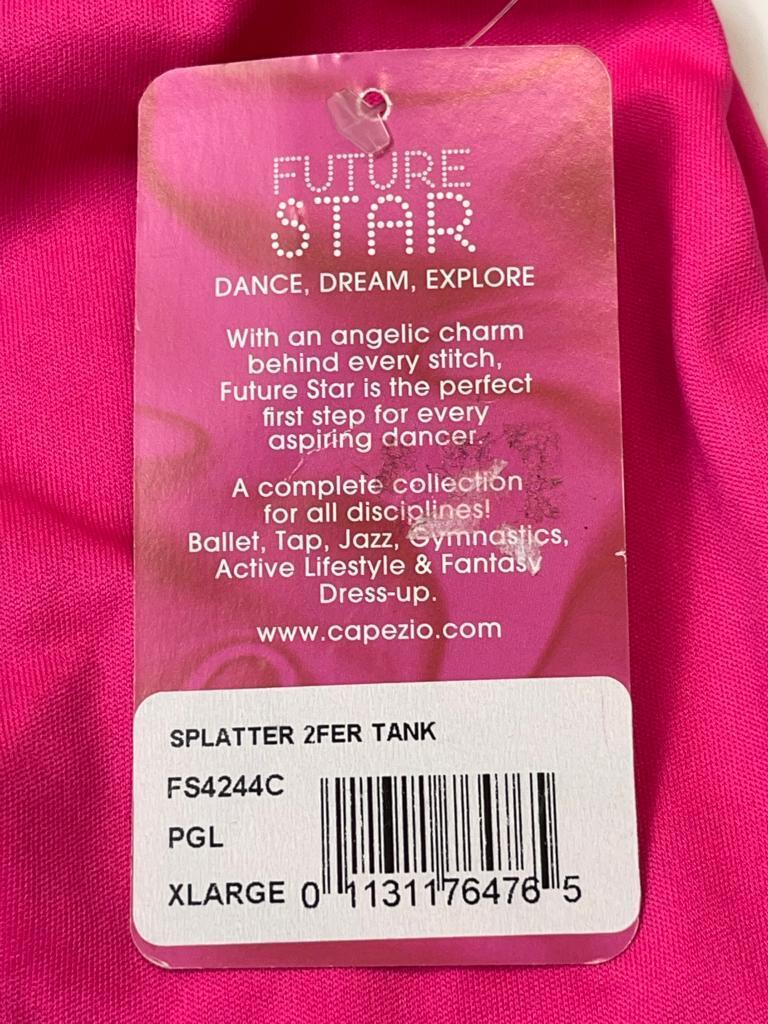 FUTURE
STAR
DANCE, DREAM, EXPLORE
With an angelic charm
behind every stitch,
Future Star is the perfect
first step for every
aspiring dancer.
A complete collection
for all disciplines!
Ballet, Tap, Jazz, Gymnastics,
Active Lifestyle & Fantasy
Dress-up.
www.capezio.com
SPLATTER 2FER TANK
FS4244C
PGL
XLARGE 0 11311 76476 5